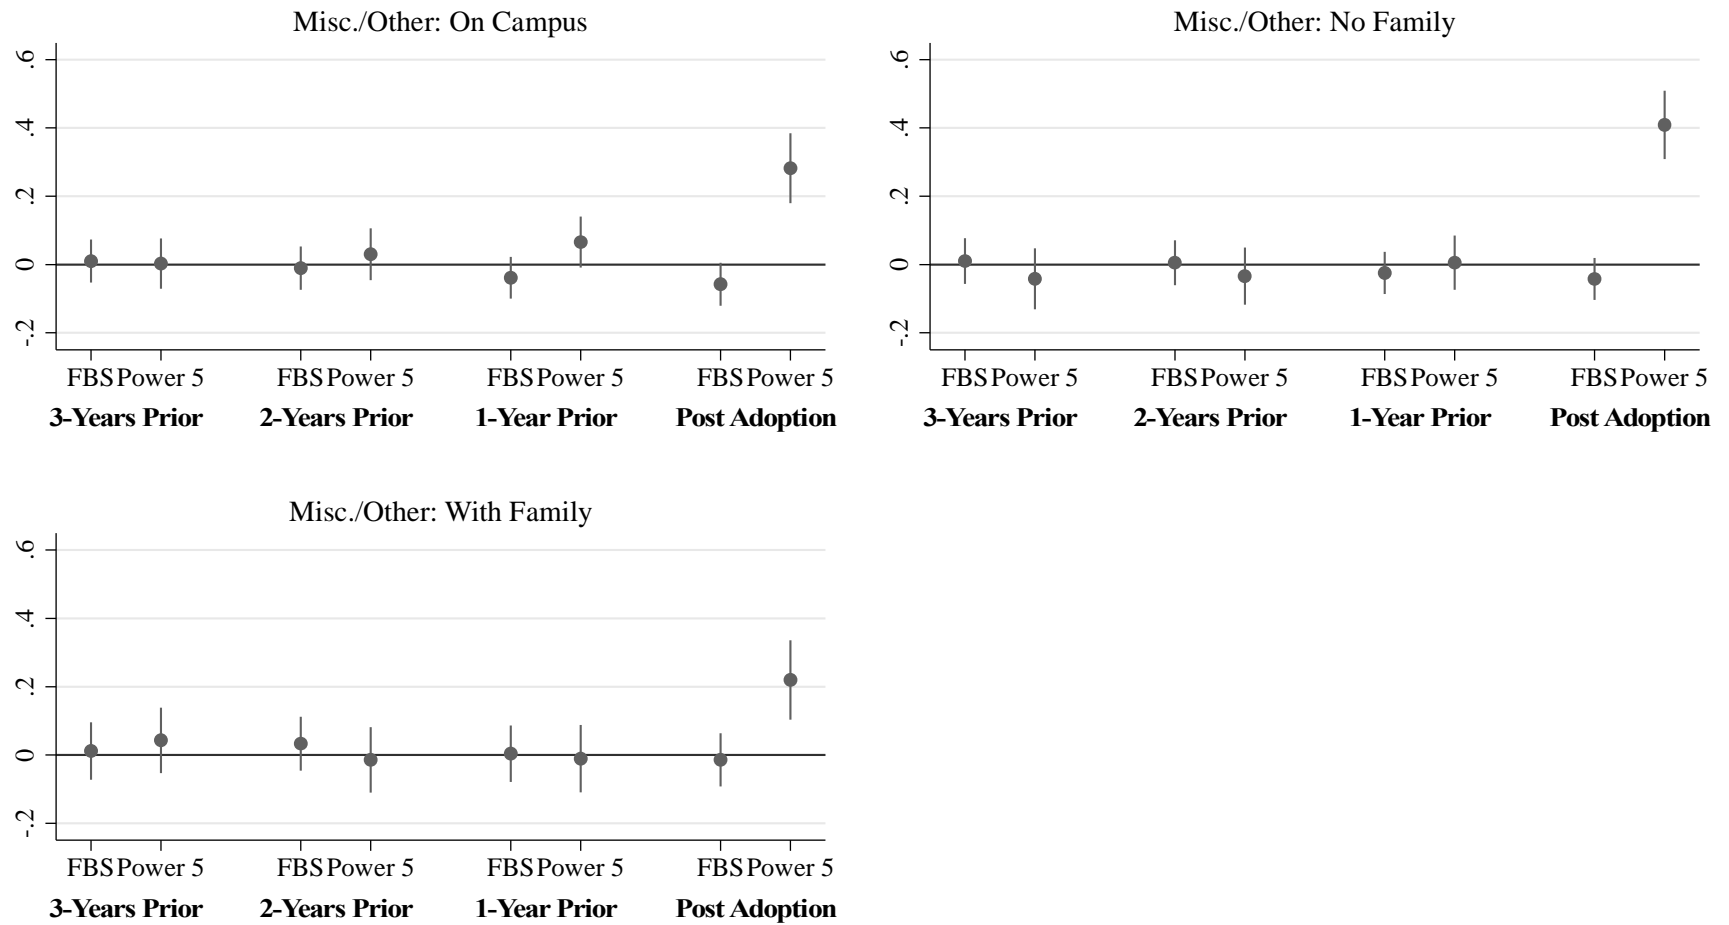 Misc./Other: On Campus
.6
.4
.2
0
-.2
FBS Power 5 FBS Power 5 FBS Power 5 FBS Power 5
3-Years Prior 2-Years Prior 1-Year Prior Post Adoption
Misc./Other: No Family
.6
.4
.2
0
-.2
FBS Power 5 FBS Power 5 FBS Power 5 FBS Power 5
3-Years Prior 2-Years Prior 1-Year Prior Post Adoption
Misc./Other: With Family
.6
.4
.2
0
-.2
FBS Power 5 FBS Power 5 FBS Power 5 FBS Power 5
3-Years Prior 2-Years Prior 1-Year Prior Post Adoption